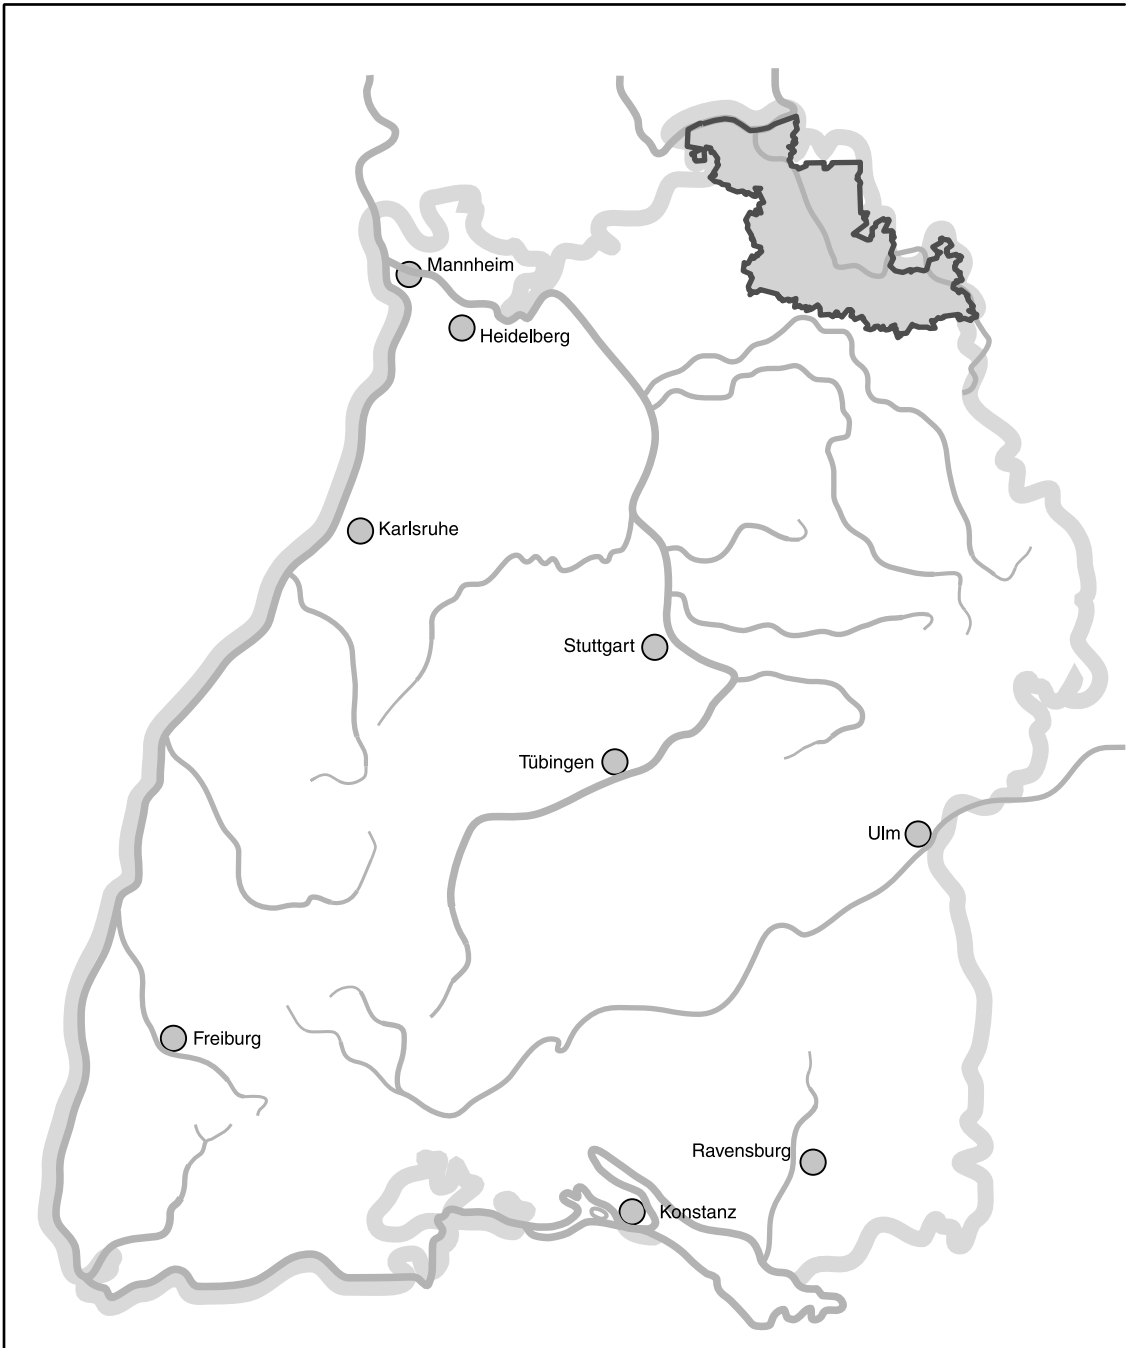 Mannheim
Heidelberg
Karlsruhe
Stuttgart
Tübingen
Ulm
Freiburg
Ravensburg
Konstanz